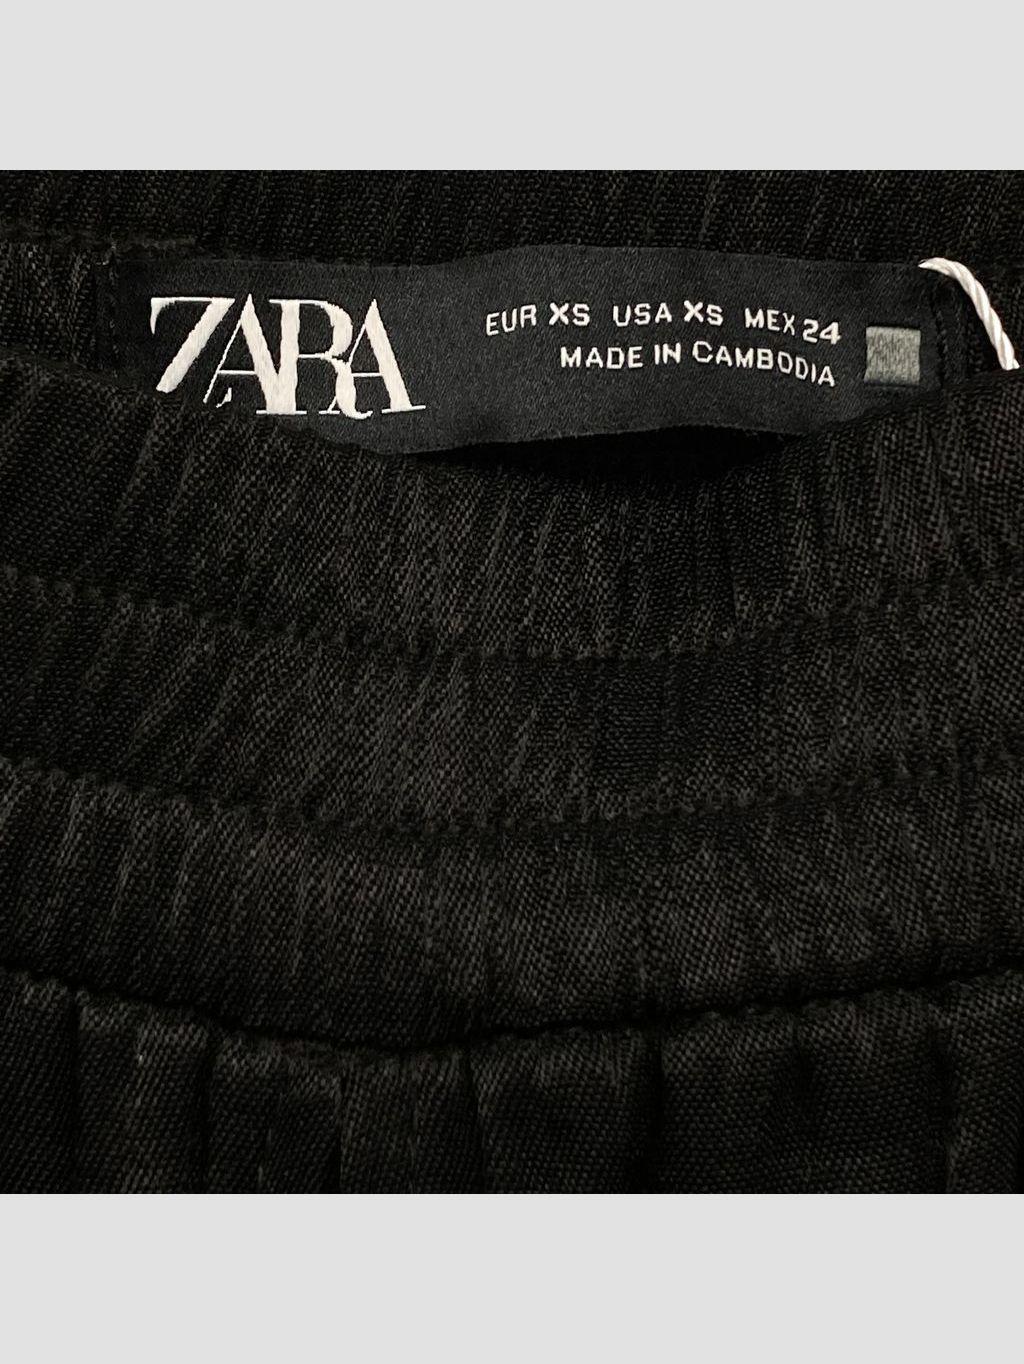 ZARA
EUR XS USA XS MEX 24
MADE IN CAMBODIA